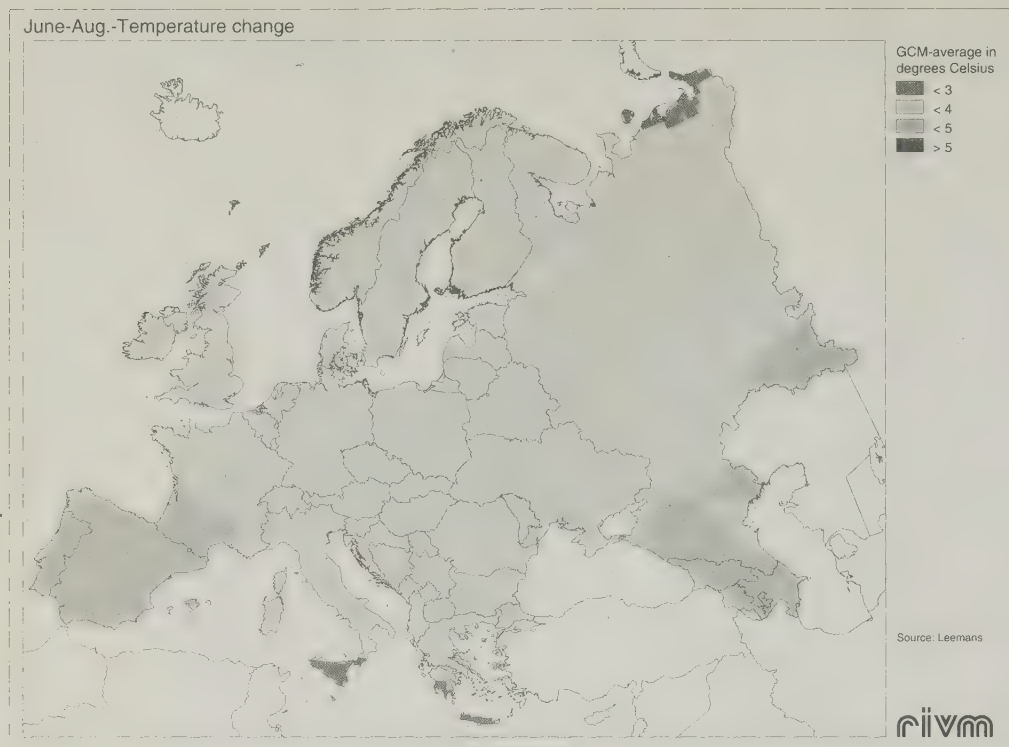 June-Aug.-Temperature change
GCM-average in
degrees Celsius
< 3
< 4
< 5
> 5
Source: Leemans
rivm